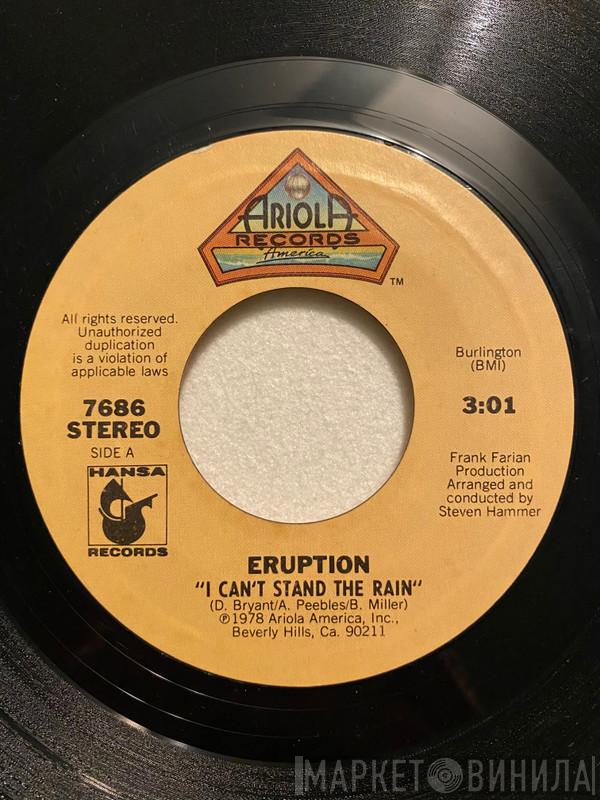 ARIOLA
RECORDS
America
TM
All rights reserved.
Unauthorized
duplication
is a violation of
applicable laws
7686
STEREO
SIDE A
HANSA
RECORDS
Burlington
(BMI)
3:01
Frank Farian
Production
Arranged and
conducted by
Steven Hammer
ERUPTION
"I CAN'T STAND THE RAIN"
(D. Bryant/A. Peebles/B. Miller)
℗1978 Ariola America, Inc.,
Beverly Hills, Ca. 90211
МАРКЕТ ВИНИЛА